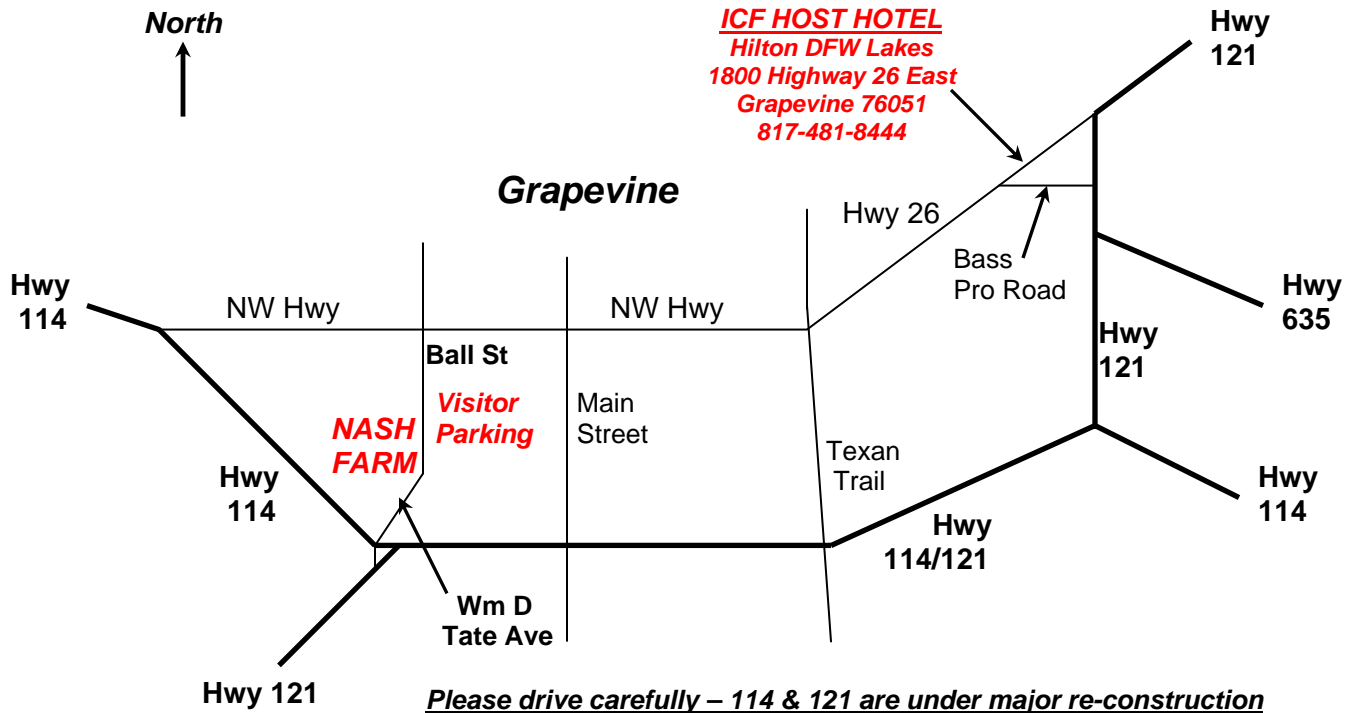 North
ICF HOST HOTEL
Hilton DFW Lakes
1800 Highway 26 East
Grapevine 76051
817-481-8444
Hwy
121
Grapevine
Hwy 26
Bass
Pro Road
Hwy
114
NW Hwy
NW Hwy
Hwy
635
Ball St
Hwy
121
Visitor
Parking
NASH
FARM
Main
Street
Texan
Trail
Hwy
114
Hwy
114
Hwy
114/121
Wm D
Tate Ave
Hwy 121
Please drive carefully – 114 & 121 are under major re-construction